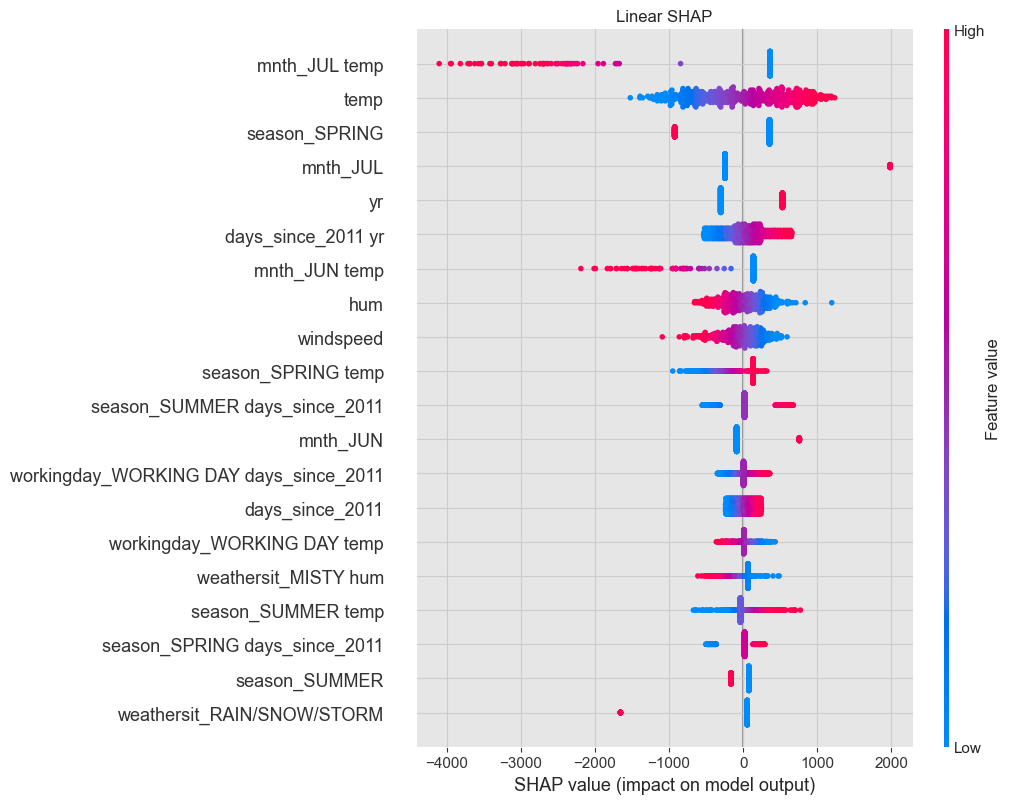 Linear SHAP
High
mnth_JUL temp
temp
season_SPRING
mnth_JUL
yr
days_since_2011 yr
mnth_JUN temp
hum
windspeed
season_SPRING temp
season_SUMMER days_since_2011
mnth_JUN
workingday_WORKING DAY days_since_2011
days_since_2011
workingday_WORKING DAY temp
weathersit_MISTY hum
season_SUMMER temp
season_SPRING days_since_2011
season_SUMMER
weathersit_RAIN/SNOW/STORM
Feature value
Low
−4000 −3000 −2000 −1000 0 1000 2000
SHAP value (impact on model output)